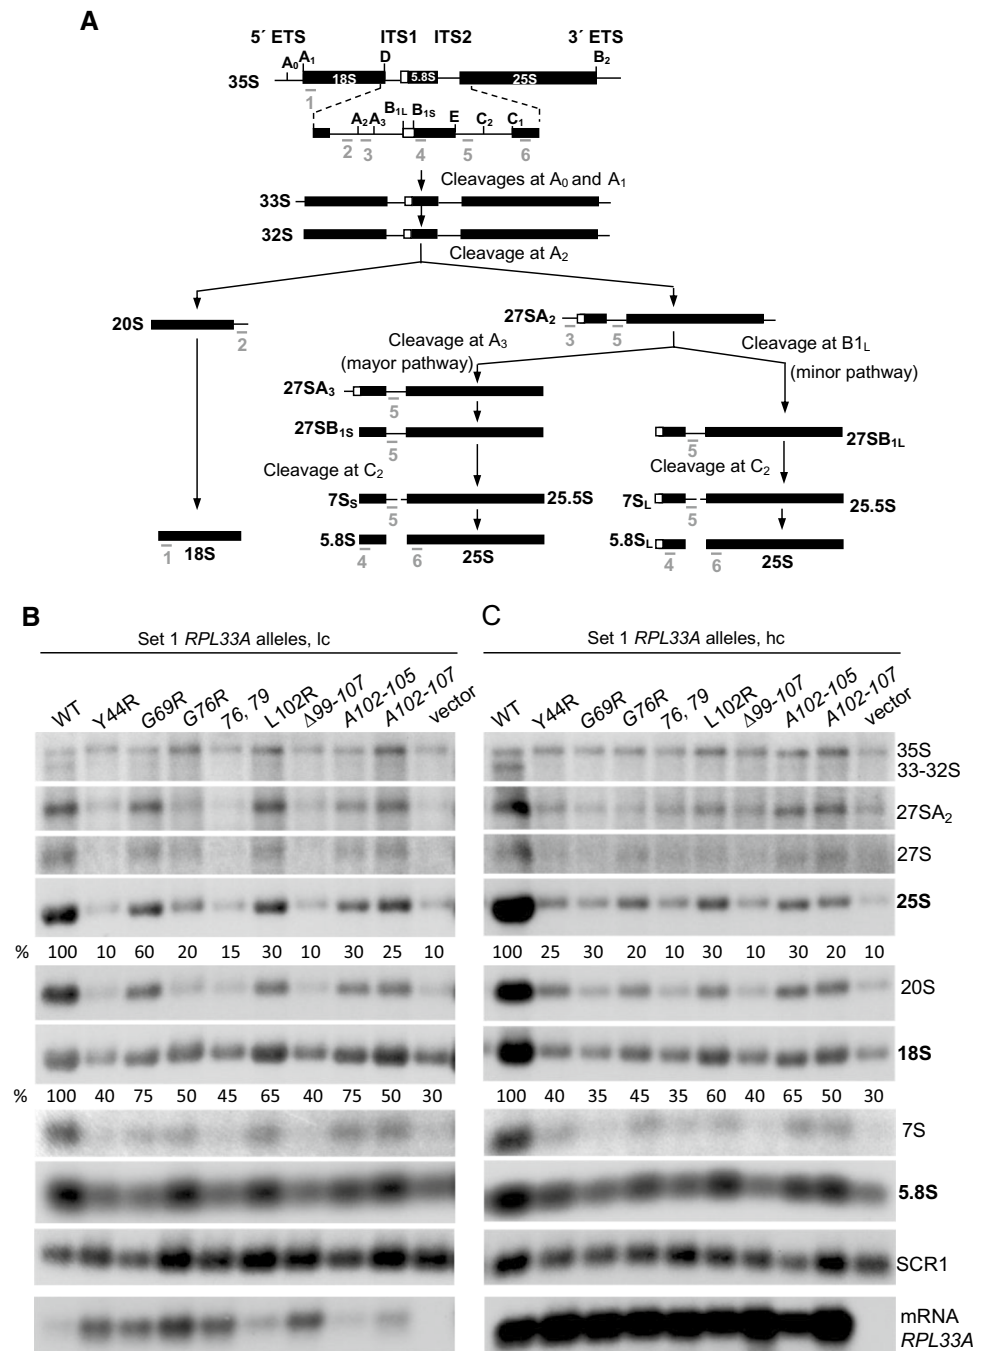 A
5´ ETS ITS1 ITS2 3´ ETS
A0 A1 D B2
35S 18S 5.8S 25S
1
A2 A3 B1L B1S E C2 C1
2 3 4 5 6
Cleavages at A0 and A1
33S
32S
Cleavage at A2
20S
2
27SA2
3 5
Cleavage at A3
(mayor pathway)
Cleavage at B1L
(minor pathway)
27SA3
5
27SB1S
5
27SB1L
5
Cleavage at C2
Cleavage at C2
7SS 25.5S
5
7SL 25.5S
5
18S
1
5.8S 25S
4 6
5.8SL 25S
4 6
B
Set 1 RPL33A alleles, lc
WT Y44R G69R G76R 76, 79 L102R Δ99-107 A102-105 A102-107 vector
C
Set 1 RPL33A alleles, hc
WT Y44R G69R G76R 76, 79 L102R Δ99-107 A102-105 A102-107 vector
35S
33-32S
27SA2
27S
25S
% 100 10 60 20 15 30 10 30 25 10
100 25 30 20 10 30 10 30 20 10
20S
18S
% 100 40 75 50 45 65 40 75 50 30
100 40 35 45 35 60 40 65 50 30
7S
5.8S
SCR1
mRNA
RPL33A